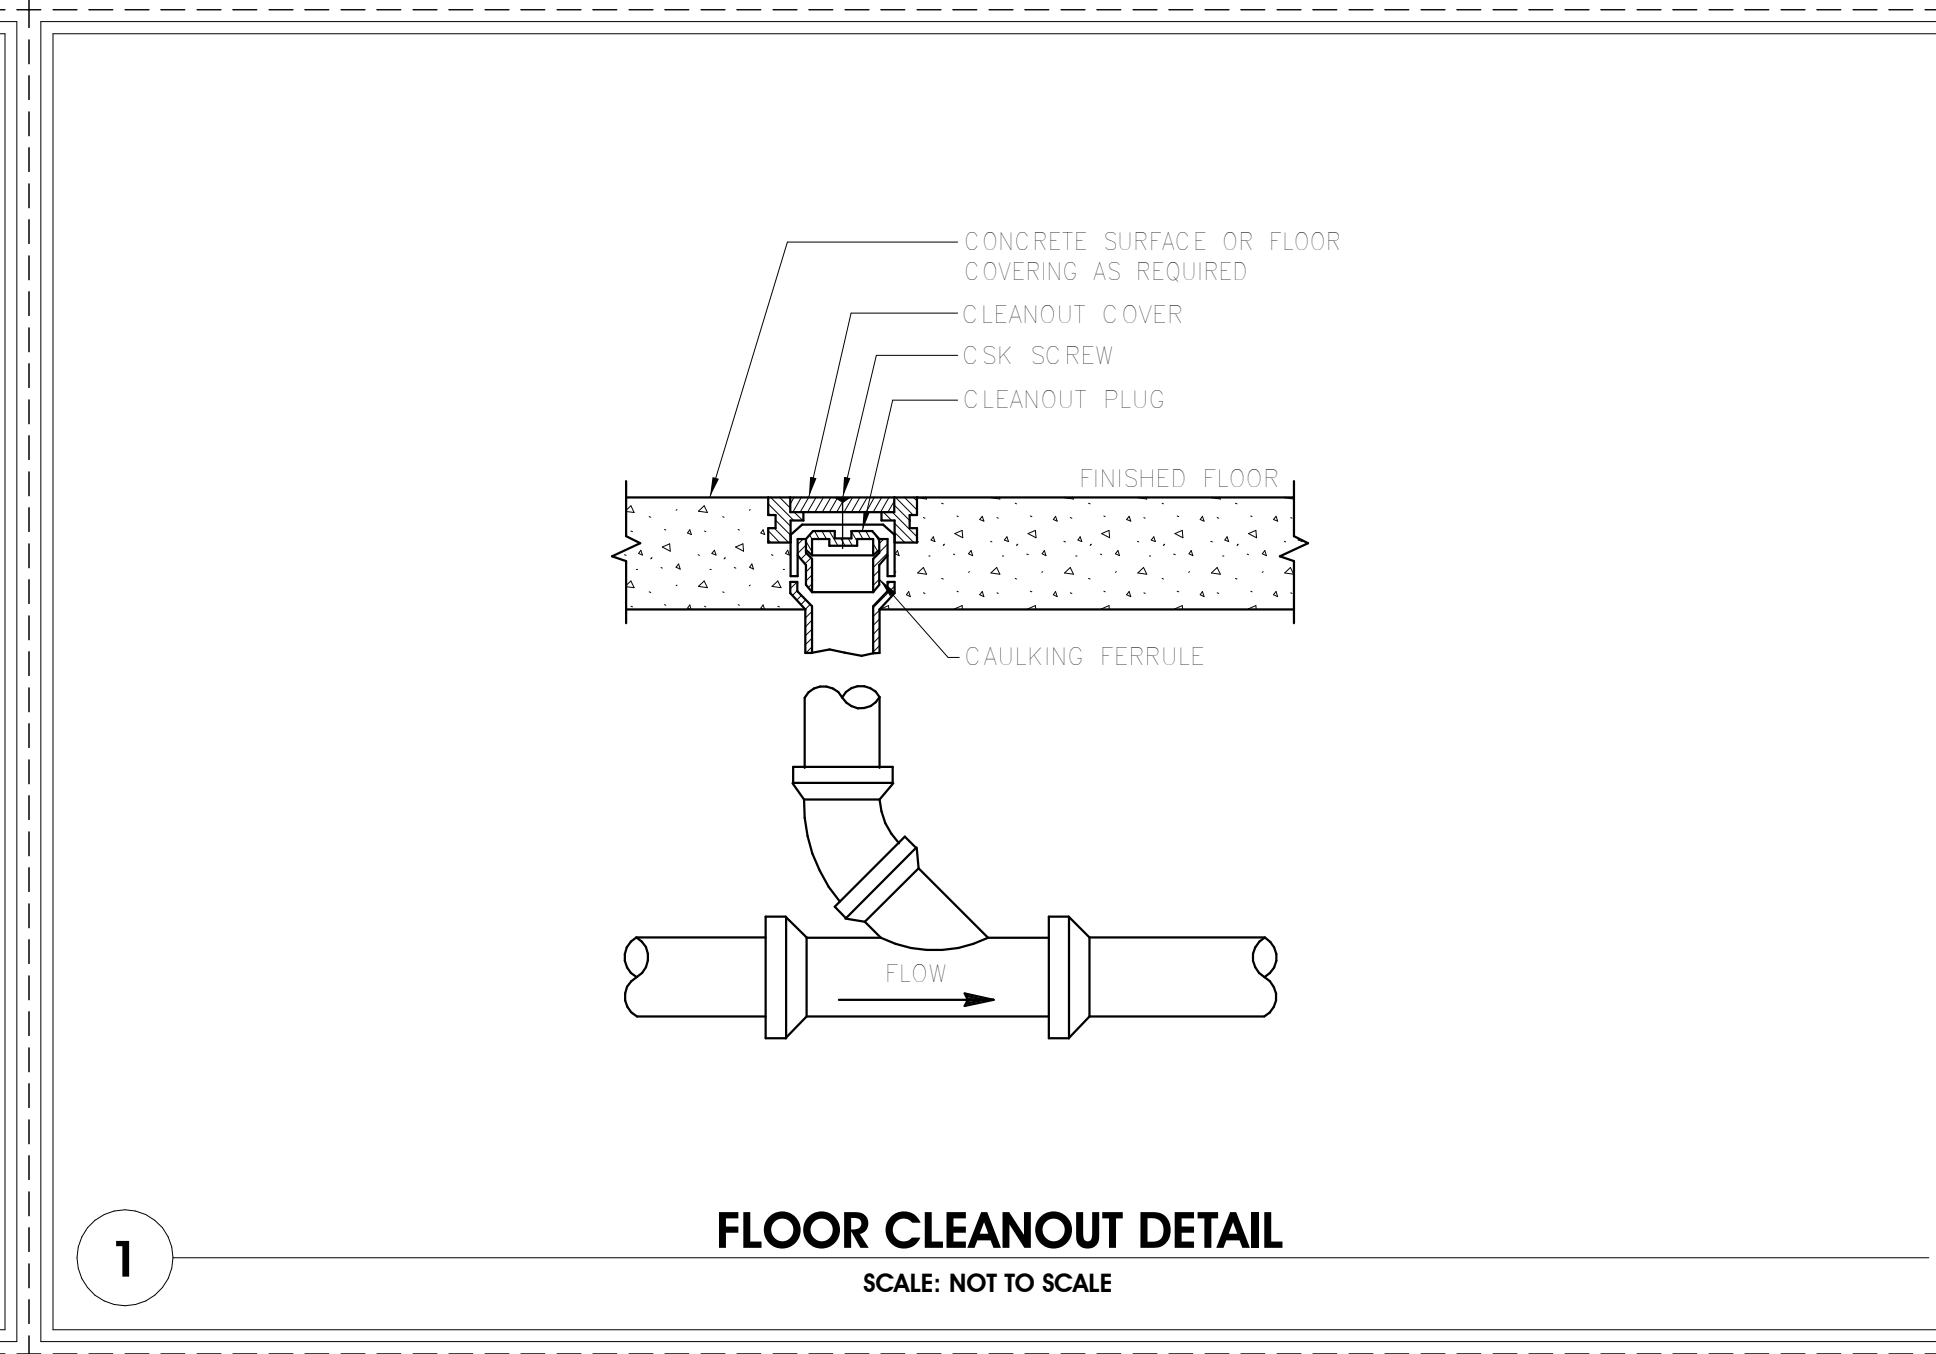 CONCRETE SURFACE OR FLOOR
COVERING AS REQUIRED
CLEANOUT COVER
CSK SCREW
CLEANOUT PLUG
FINISHED FLOOR
CAULKING FERRULE
FLOW
1
FLOOR CLEANOUT DETAIL
SCALE: NOT TO SCALE